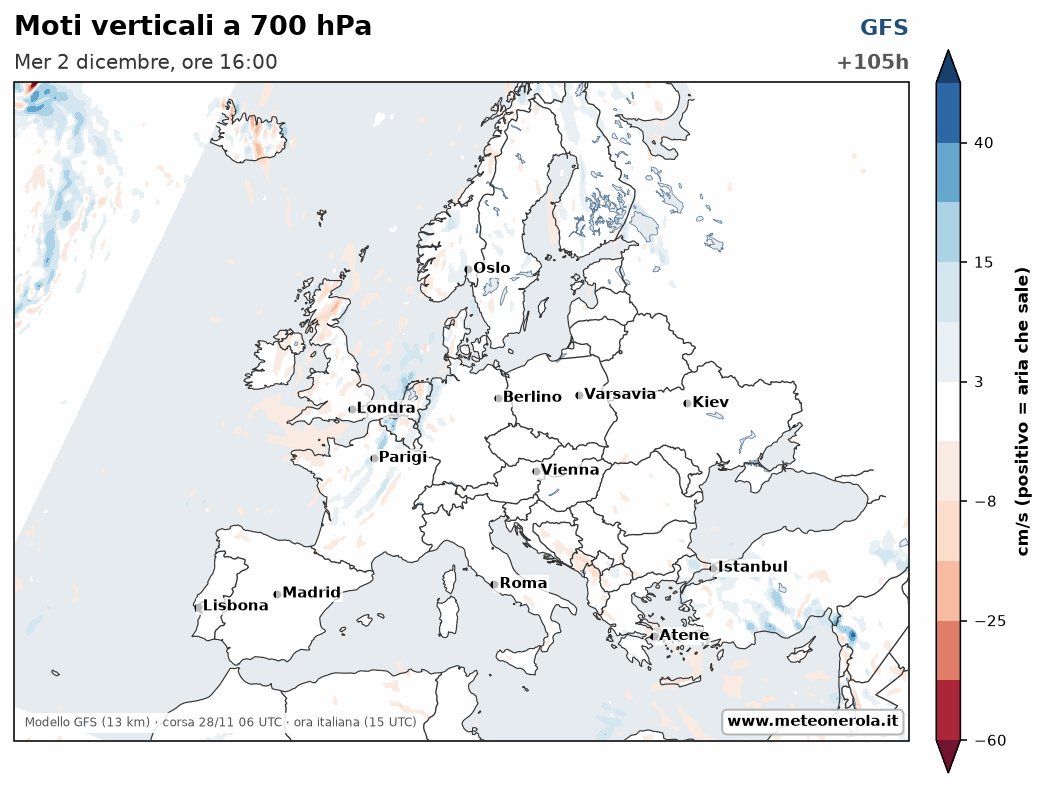 Moti verticali a 700 hPa
GFS
Mer 2 dicembre, ore 16:00
+105h
40
15
3
−8
−25
−60
cm/s (positivo = aria che sale)
Oslo
Berlino
Varsavia
Kiev
Londra
Parigi
Vienna
Istanbul
Roma
Madrid
Lisbona
Atene
Modello GFS (13 km) · corsa 28/11 06 UTC · ora italiana (15 UTC)
www.meteonerola.it